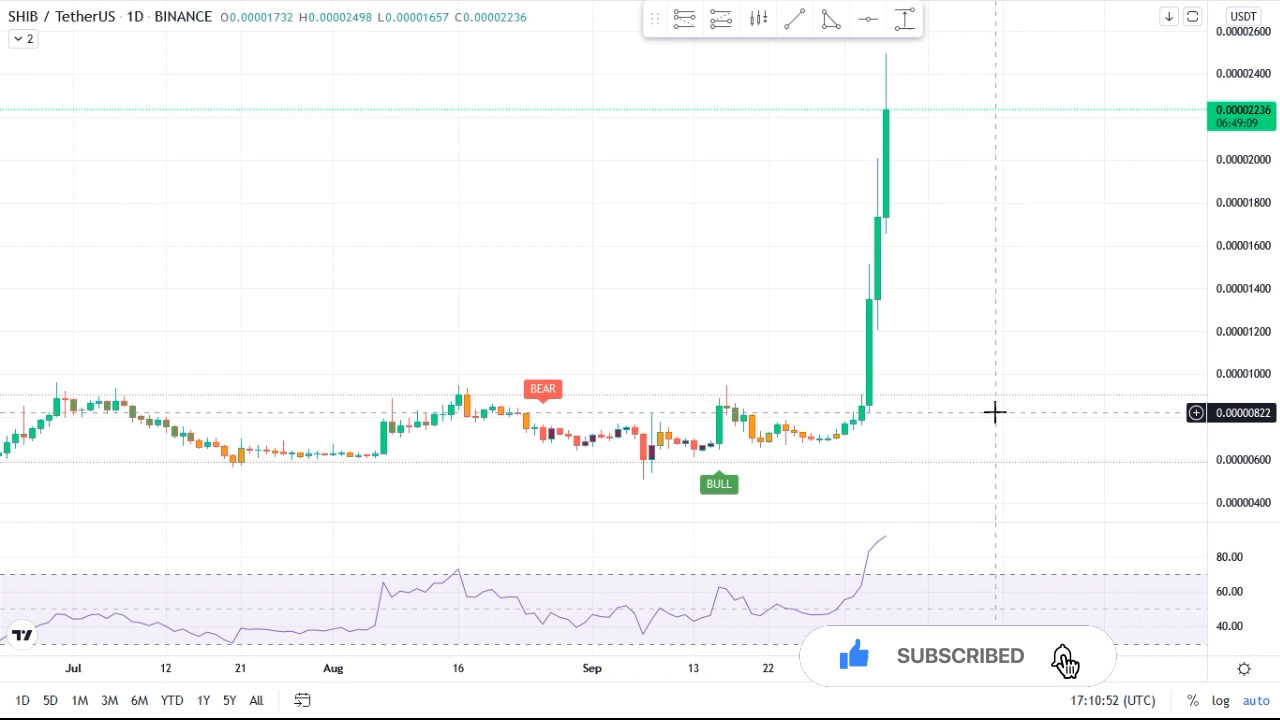 SHIB / TetherUS · 1D · BINANCE O0.00001732 H0.00002498 L0.00001657 C0.00002236
2
USDT
0.00002600
0.00002400
0.00002236
06:49:09
0.00002000
0.00001800
0.00001600
0.00001400
0.00001200
0.00001000
BEAR
0.00000822
0.00000600
BULL
0.00000400
80.00
60.00
40.00
SUBSCRIBED
Jul 12 21 Aug 16 Sep 13 22
1D 5D 1M 3M 6M YTD 1Y 5Y All 17:10:52 (UTC) % log auto